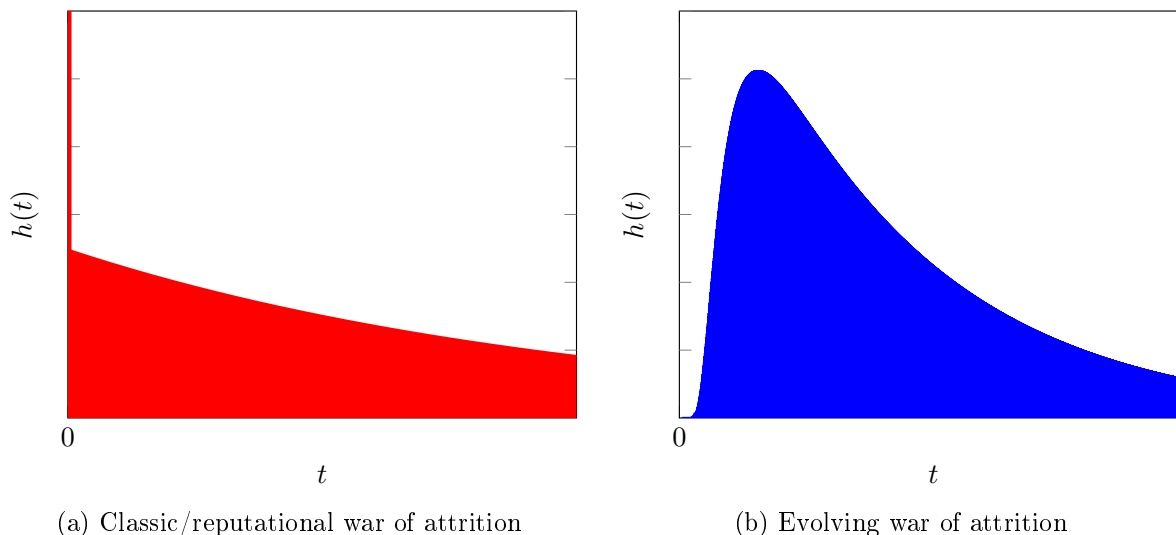 h(t)
0
t
(a) Classic/reputational war of attrition
h(t)
0
t
(b) Evolving war of attrition